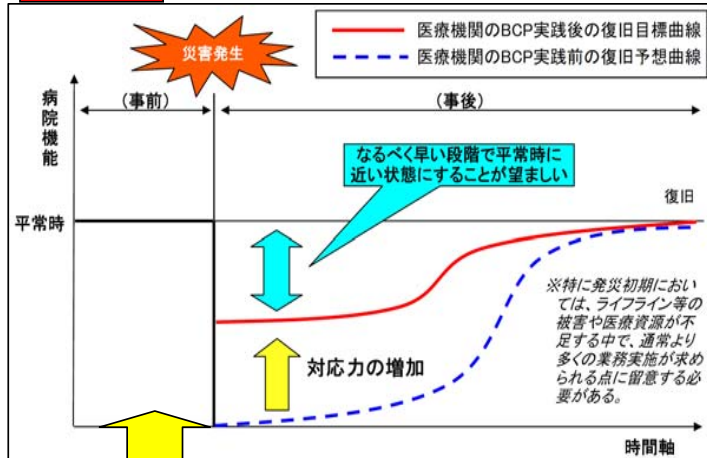 災害発生
医療機関のBCP実践後の復旧目標曲線
医療機関のBCP実践前の復旧予想曲線
病院機能
(事前)
(事後)
なるべく早い段階で平常時に
近い状態にすることが望ましい
復旧
平常時
※特に発災初期におい
ては、ライフライン等の
被害や医療資源が不
足する中で、通常より
多くの業務実施が求め
られる点に留意する必
要がある。
対応力の増加
時間軸